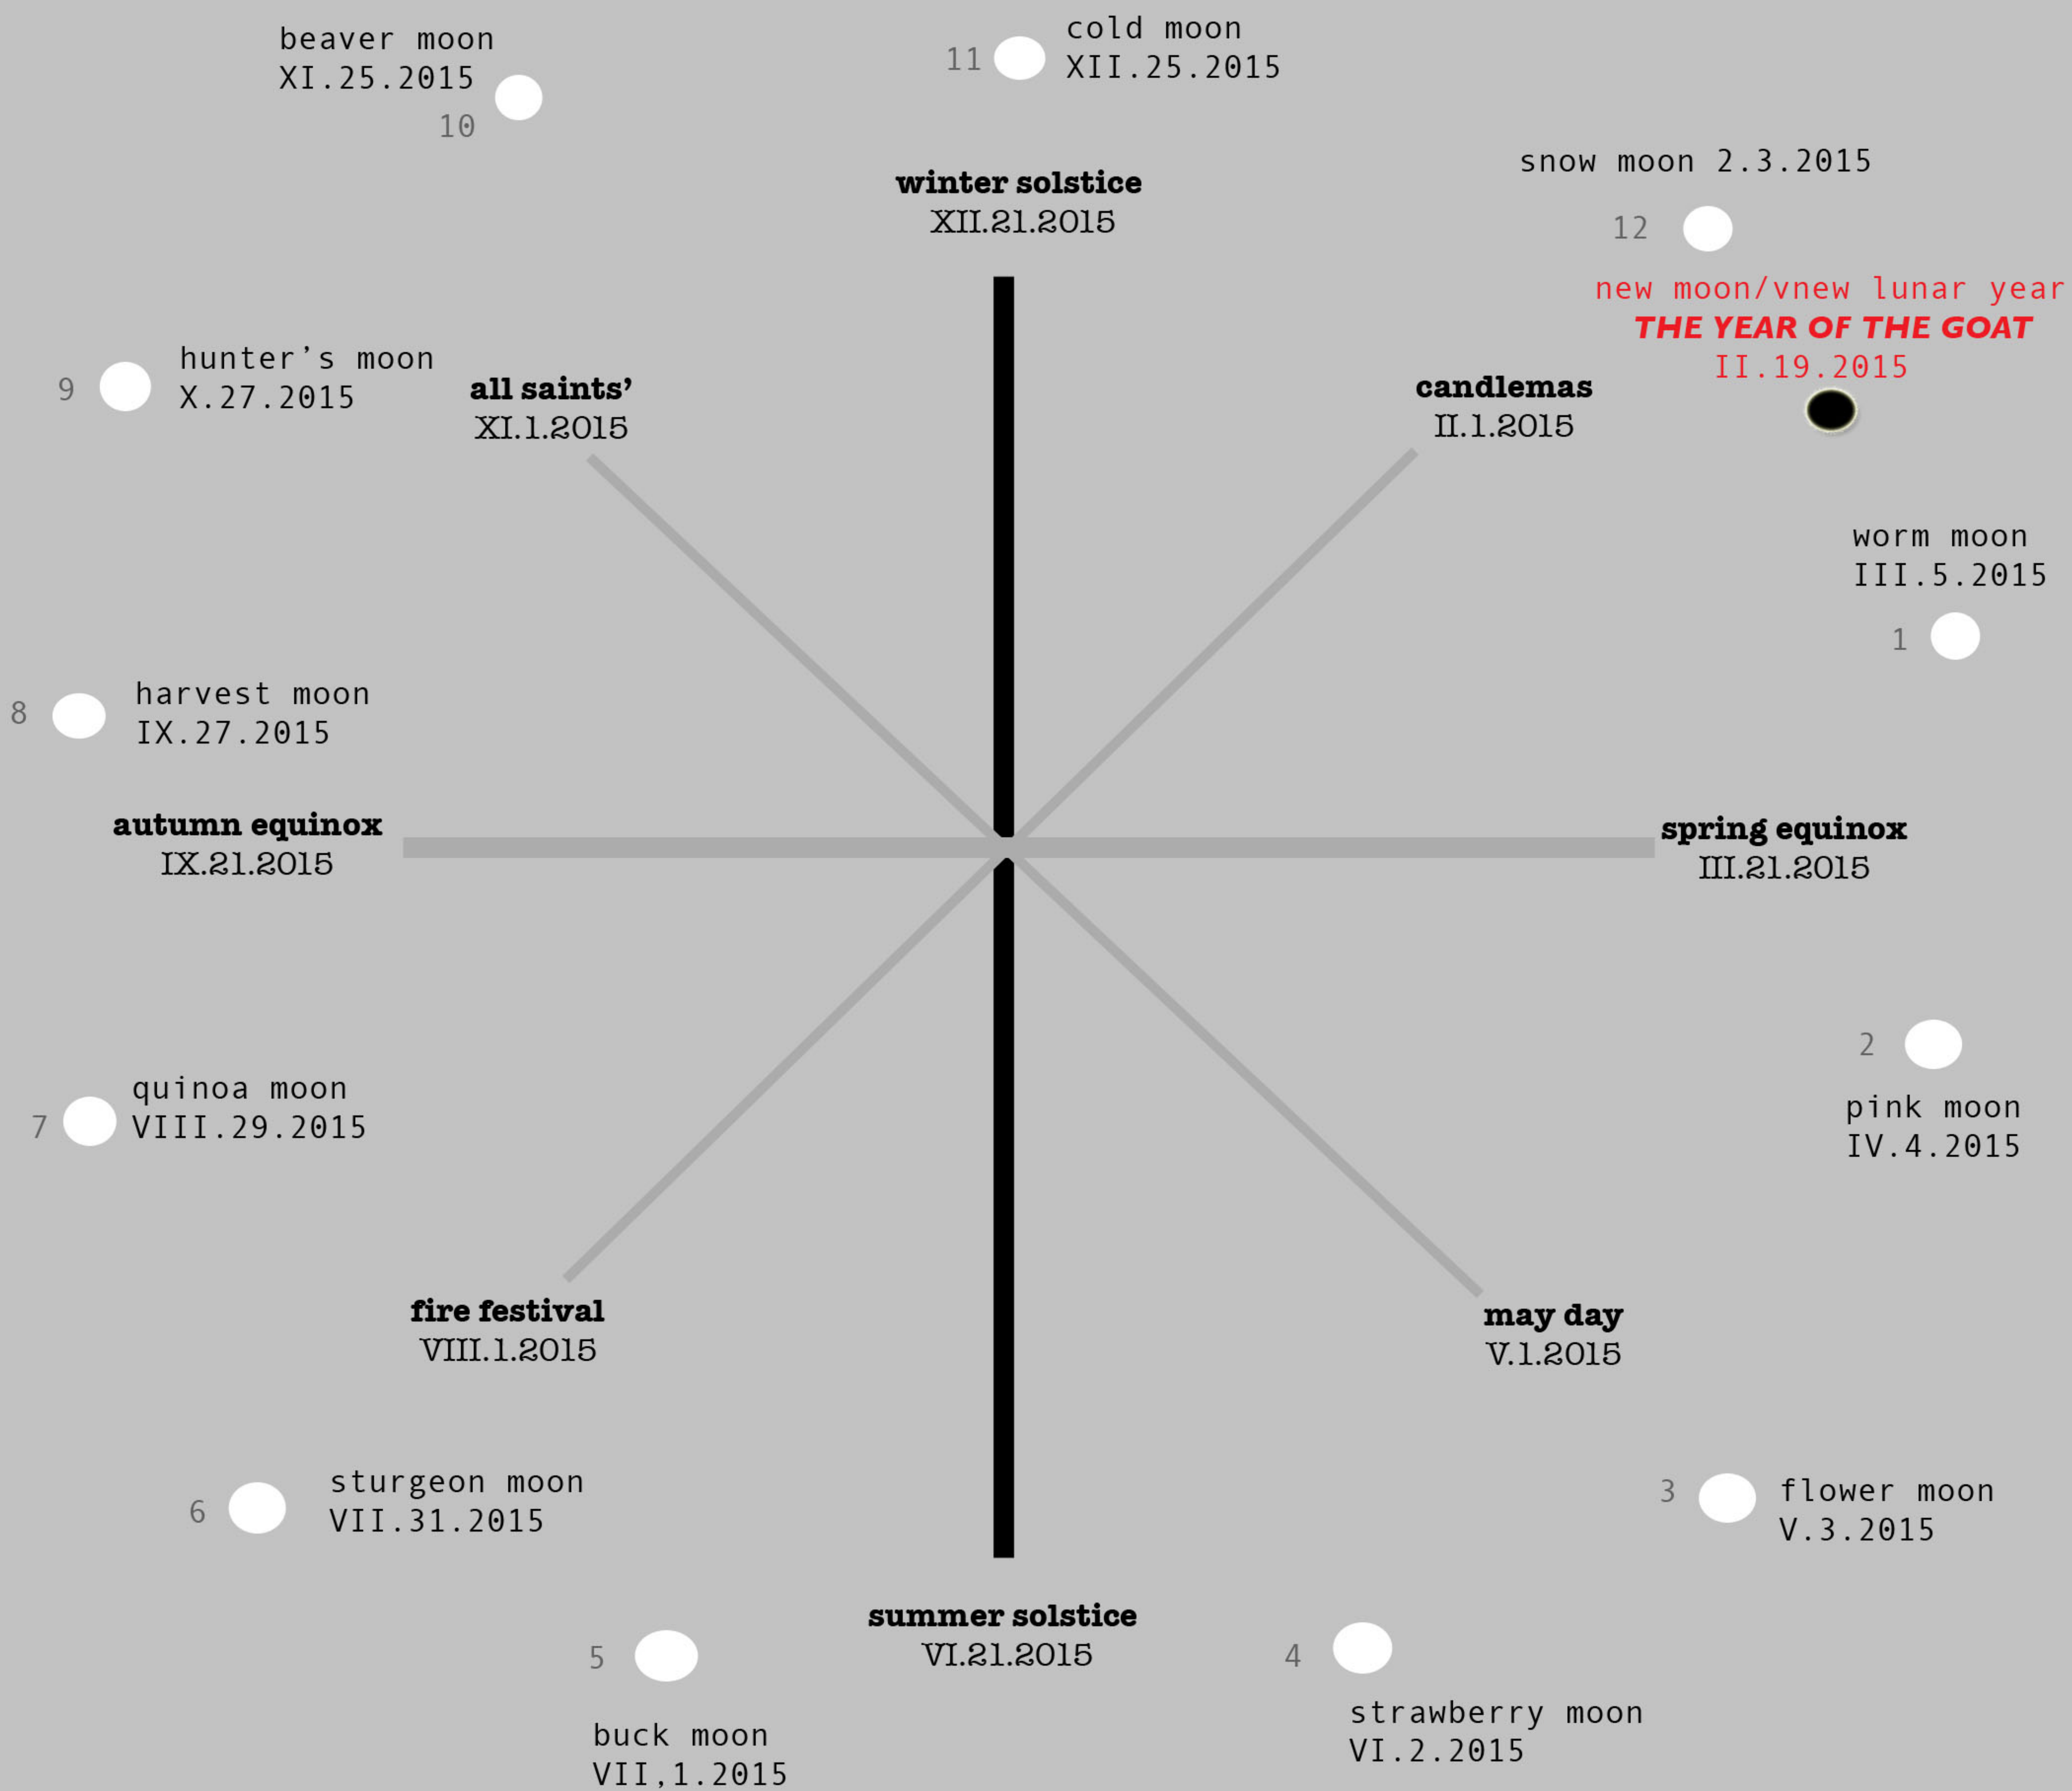 beaver moon
XI.25.2015
10
11
cold moon
XII.25.2015
snow moon 2.3.2015
12
winter solstice
XII.21.2015
new moon/vnew lunar year
THE YEAR OF THE GOAT
II.19.2015
9
hunter’s moon
X.27.2015
all saints’
XI.1.2015
candlemas
II.1.2015
worm moon
III.5.2015
1
8
harvest moon
IX.27.2015
autumn equinox
IX.21.2015
spring equinox
III.21.2015
2
pink moon
IV.4.2015
7
quinoa moon
VIII.29.2015
fire festival
VIII.1.2015
may day
V.1.2015
6
sturgeon moon
VII.31.2015
3
flower moon
V.3.2015
summer solstice
VI.21.2015
5
buck moon
VII,1.2015
4
strawberry moon
VI.2.2015